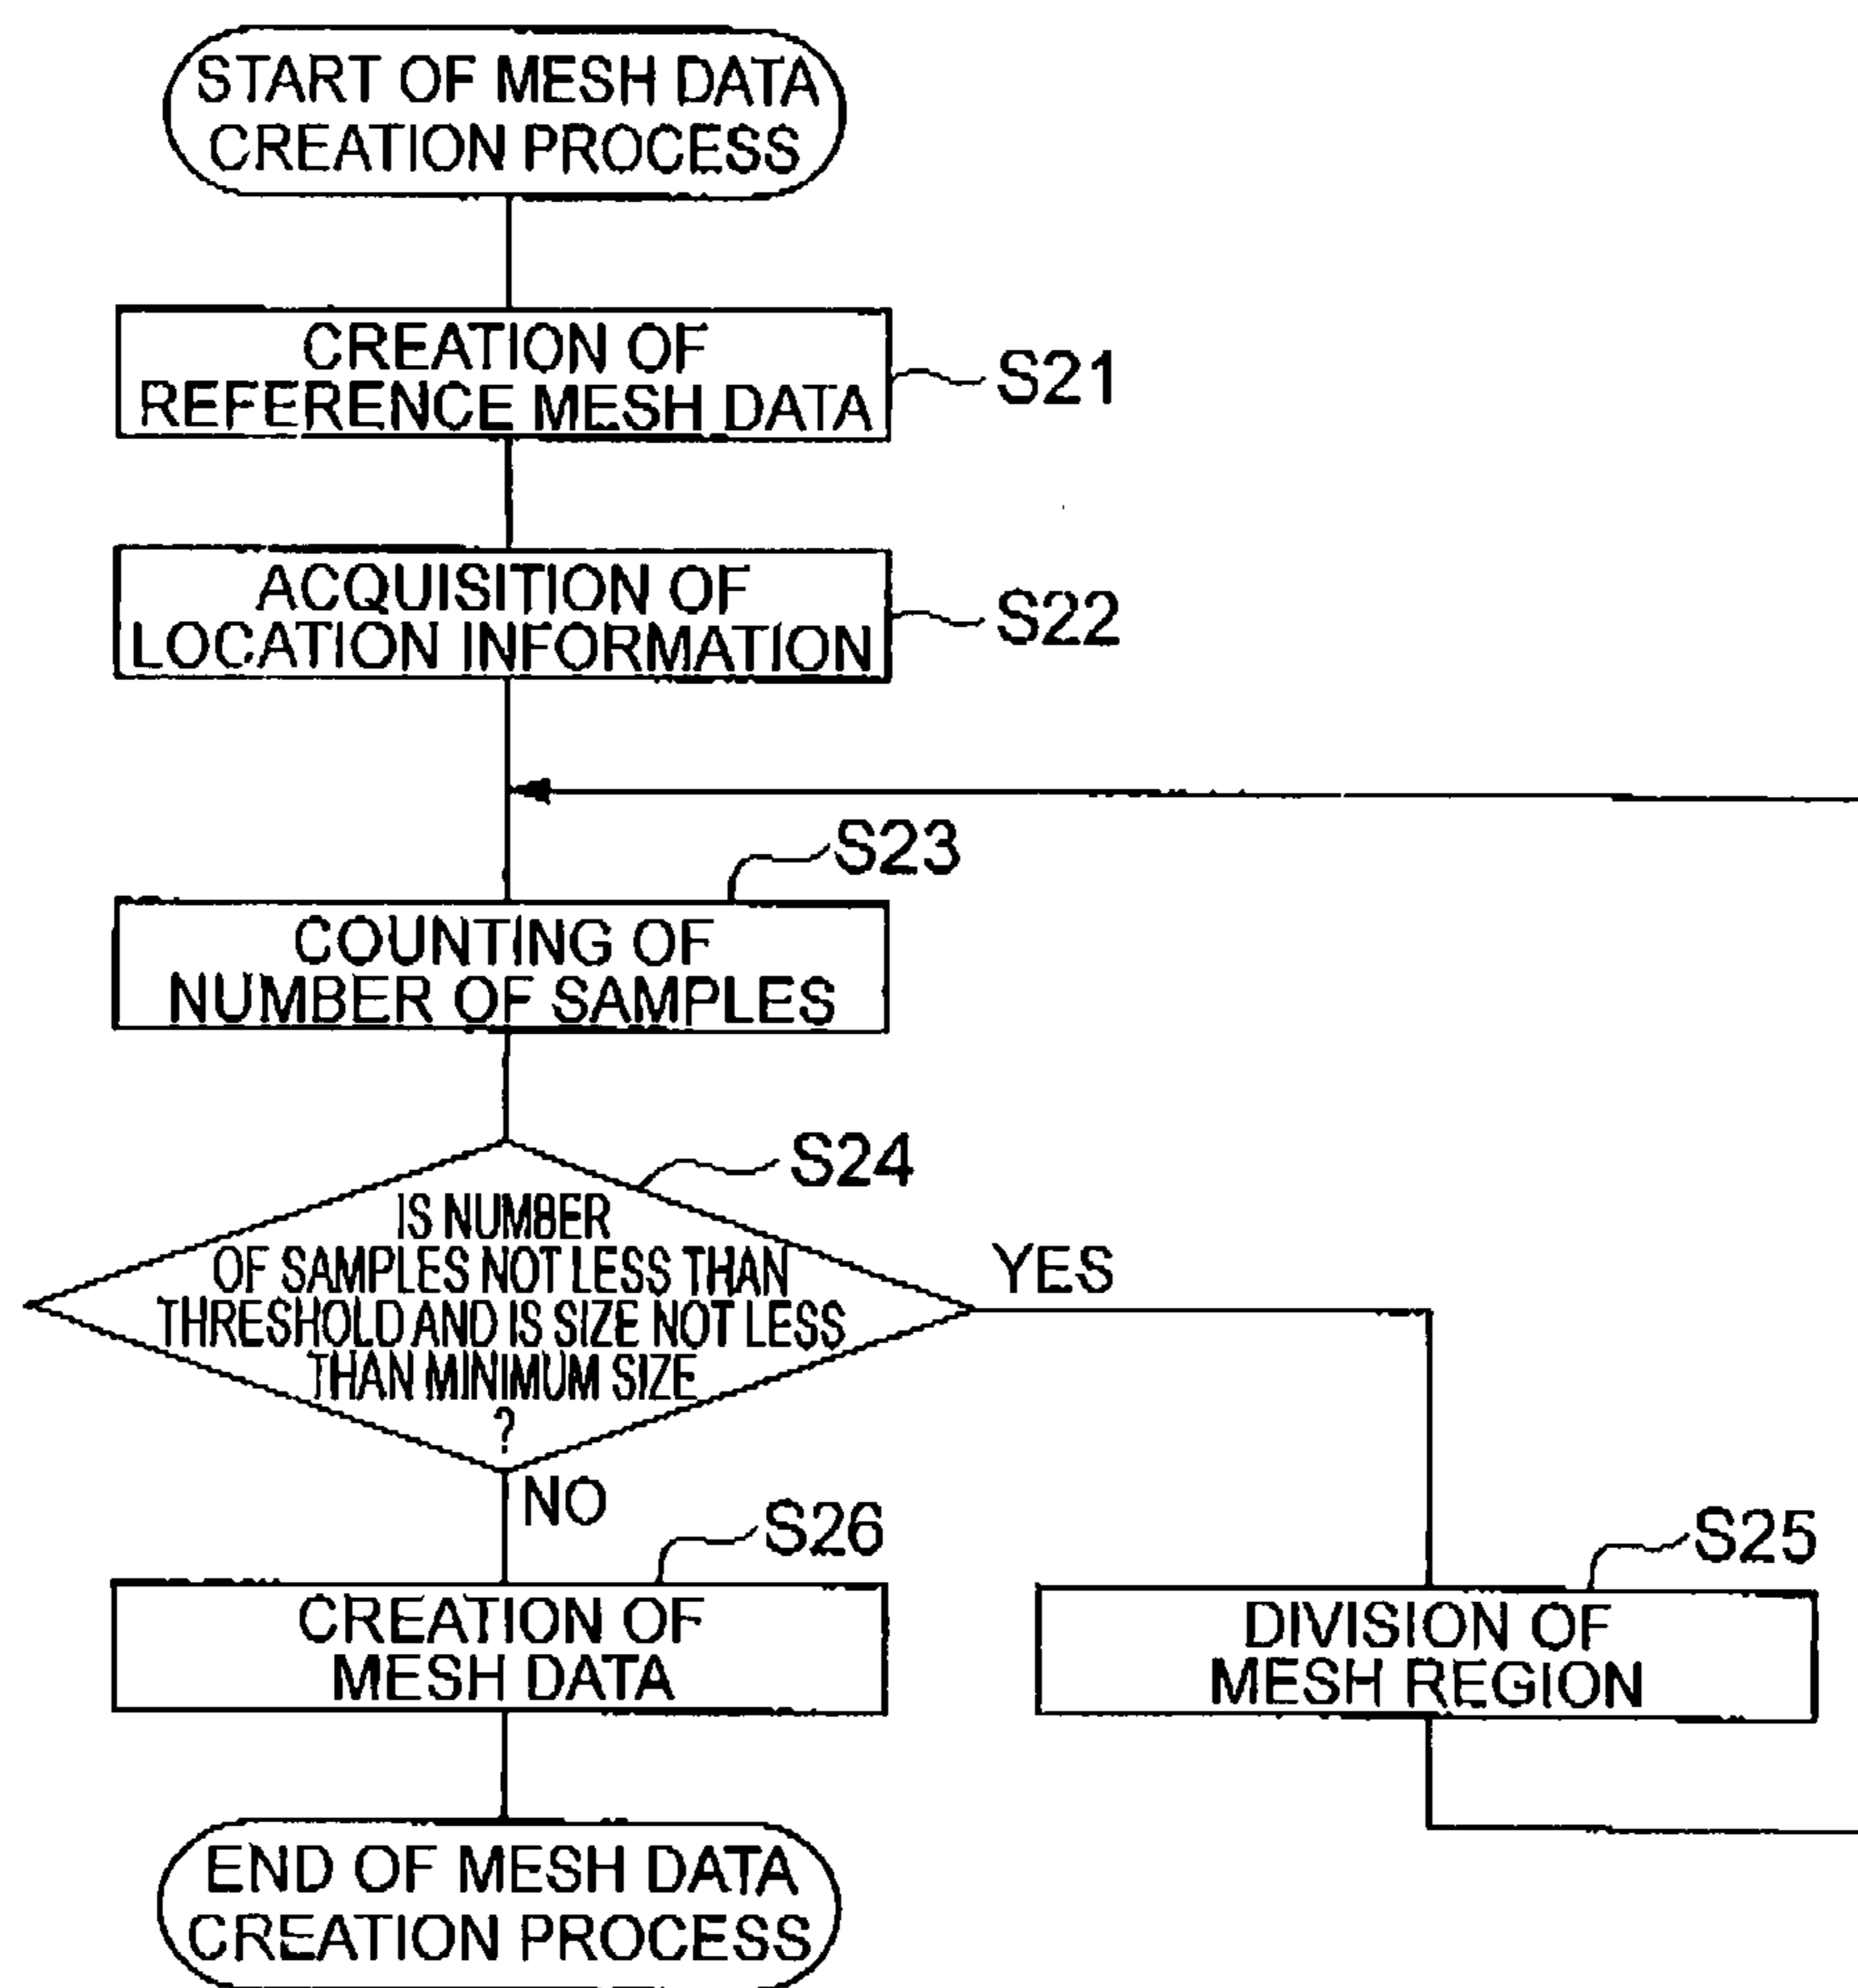 START OF MESH DATA
CREATION PROCESS
CREATION OF
REFERENCE MESH DATA
S21
ACQUISITION OF
LOCATION INFORMATION
S22
S23
COUNTING OF
NUMBER OF SAMPLES
S24
IS NUMBER
OF SAMPLES NOT LESS THAN
THRESHOLD AND IS SIZE NOT LESS
THAN MINIMUM SIZE
?
YES
NO
S26
CREATION OF
MESH DATA
S25
DIVISION OF
MESH REGION
END OF MESH DATA
CREATION PROCESS